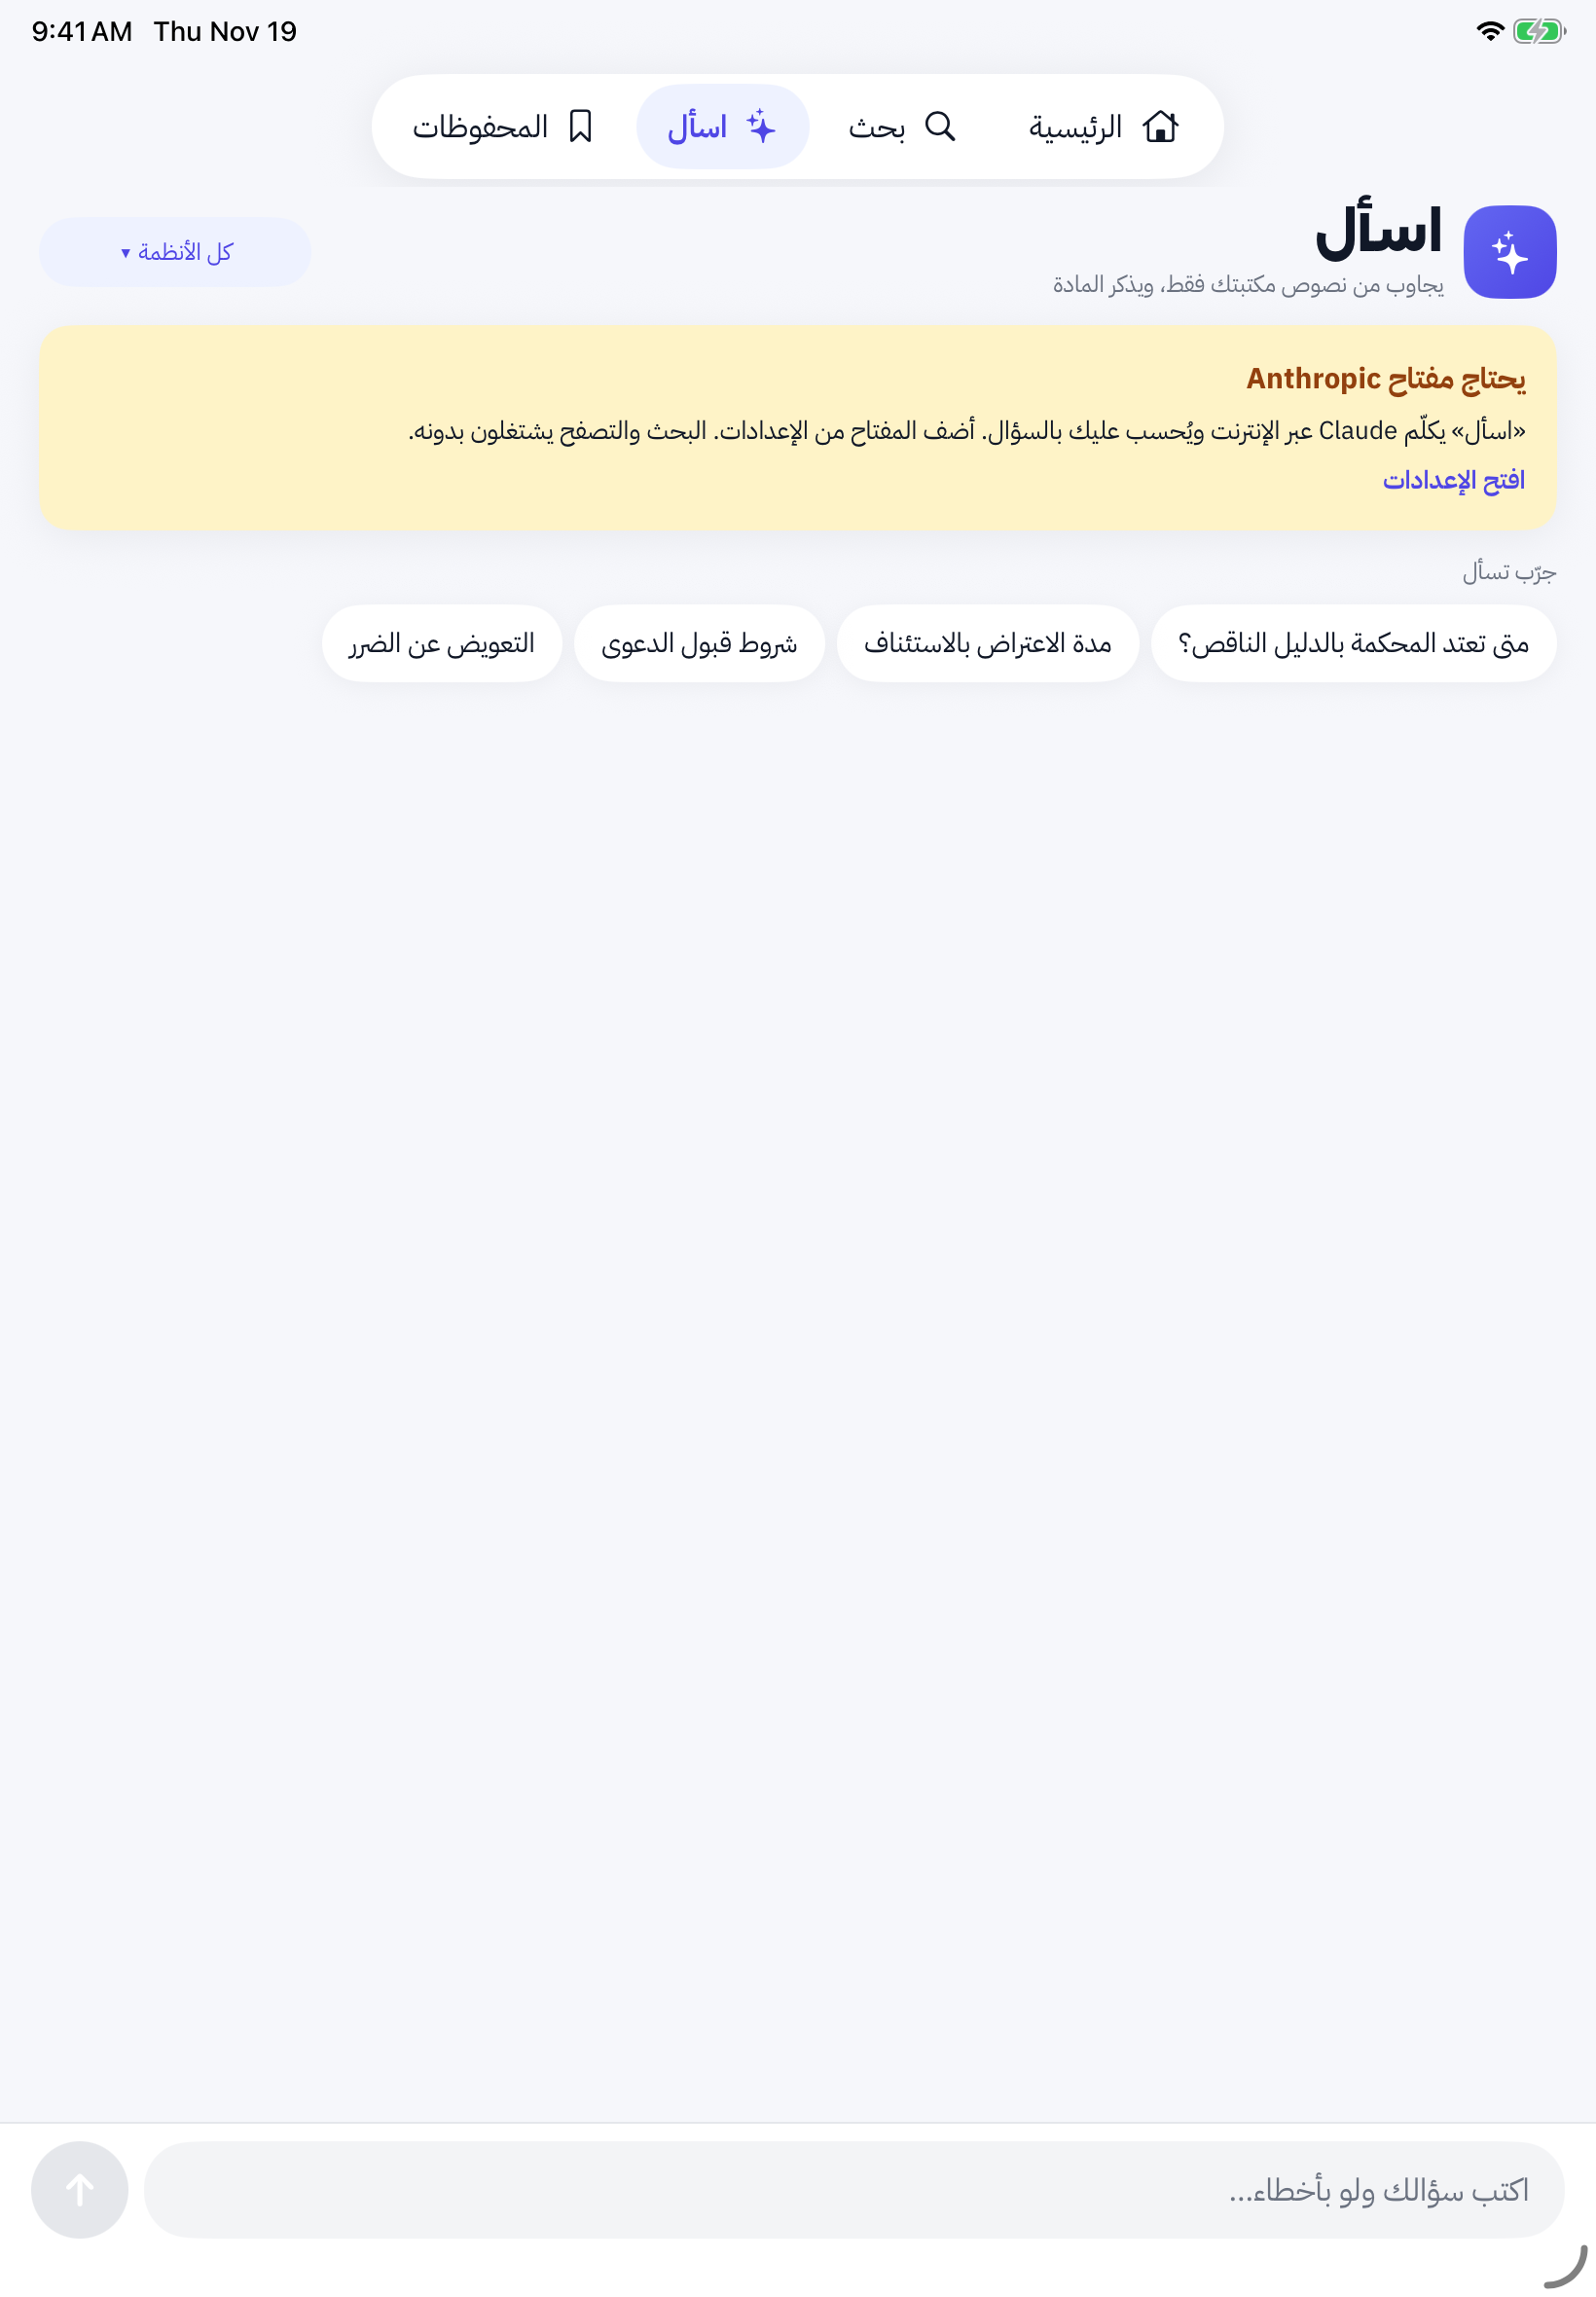 9:41 AM Thu Nov 19
الرئيسية
بحث
اسأل
المحفوظات
اسأل
يجاوب من نصوص مكتبتك فقط، ويذكر المادة
كل الأنظمة ▾
يحتاج مفتاح Anthropic
«اسأل» يكلّم Claude عبر الإنترنت ويُحسب عليك بالسؤال. أضف المفتاح من الإعدادات. البحث والتصفح يشتغلون بدونه.
افتح الإعدادات
جرّب تسأل
متى تعتد المحكمة بالدليل الناقص؟
مدة الاعتراض بالاستئناف
شروط قبول الدعوى
التعويض عن الضرر
اكتب سؤالك ولو بأخطاء...